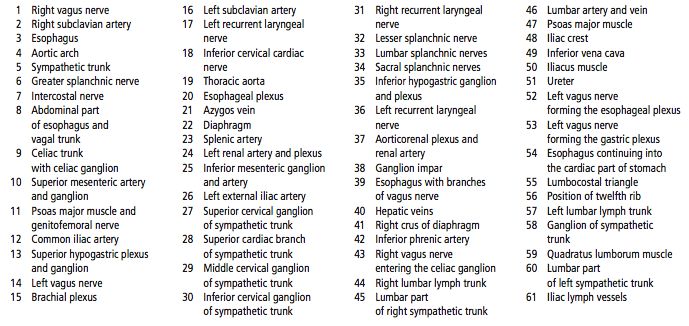 1 Right vagus nerve
2 Right subclavian artery
3 Esophagus
4 Aortic arch
5 Sympathetic trunk
6 Greater splanchnic nerve
7 Intercostal nerve
8 Abdominal part
of esophagus and
vagal trunk
9 Celiac trunk
with celiac ganglion
10 Superior mesenteric artery
and ganglion
11 Psoas major muscle and
genitofemoral nerve
12 Common iliac artery
13 Superior hypogastric plexus
and ganglion
14 Left vagus nerve
15 Brachial plexus
16 Left subclavian artery
17 Left recurrent laryngeal
nerve
18 Inferior cervical cardiac
nerve
19 Thoracic aorta
20 Esophageal plexus
21 Azygos vein
22 Diaphragm
23 Splenic artery
24 Left renal artery and plexus
25 Inferior mesenteric ganglion
and artery
26 Left external iliac artery
27 Superior cervical ganglion
of sympathetic trunk
28 Superior cardiac branch
of sympathetic trunk
29 Middle cervical ganglion
of sympathetic trunk
30 Inferior cervical ganglion
of sympathetic trunk
31 Right recurrent laryngeal
nerve
32 Lesser splanchnic nerve
33 Lumbar splanchnic nerves
34 Sacral splanchnic nerves
35 Inferior hypogastric ganglion
and plexus
36 Left recurrent laryngeal
nerve
37 Aorticorenal plexus and
renal artery
38 Ganglion impar
39 Esophagus with branches
of vagus nerve
40 Hepatic veins
41 Right crus of diaphragm
42 Inferior phrenic artery
43 Right vagus nerve
entering the celiac ganglion
44 Right lumbar lymph trunk
45 Lumbar part
of right sympathetic trunk
46 Lumbar artery and vein
47 Psoas major muscle
48 Iliac crest
49 Inferior vena cava
50 Iliacus muscle
51 Ureter
52 Left vagus nerve
forming the esophageal plexus
53 Left vagus nerve
forming the gastric plexus
54 Esophagus continuing into
the cardiac part of stomach
55 Lumbocostal triangle
56 Position of twelfth rib
57 Left lumbar lymph trunk
58 Ganglion of sympathetic
trunk
59 Quadratus lumborum muscle
60 Lumbar part
of left sympathetic trunk
61 Iliac lymph vessels